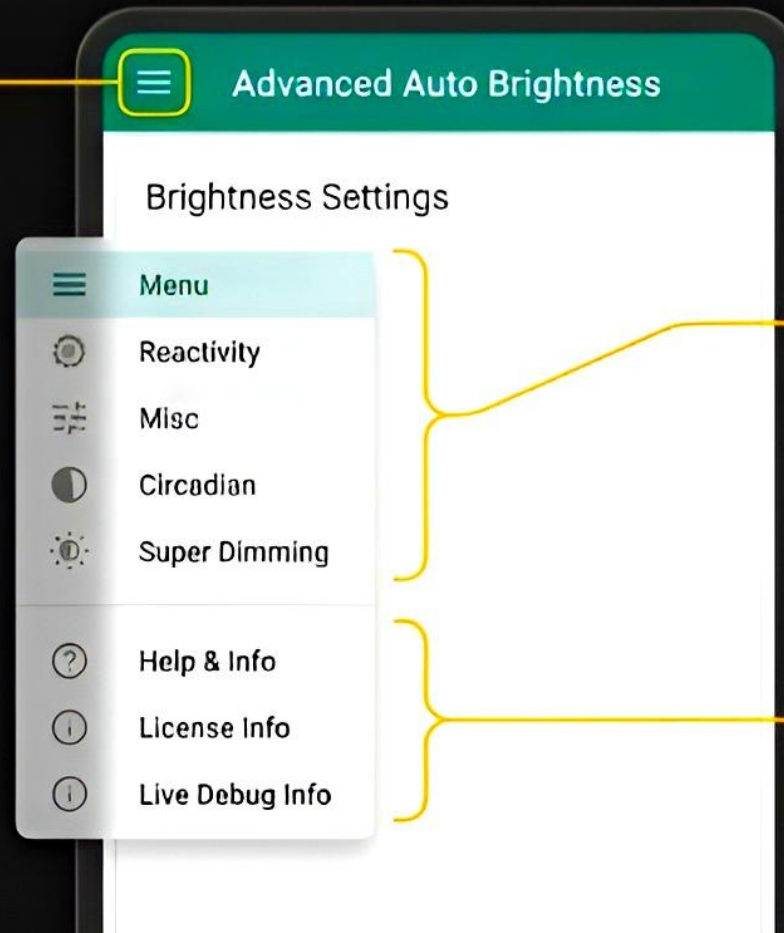 Advanced Auto Brightness
Brightness Settings
Menu
Reactivity
Misc
Circadian
Super Dimming
Help & Info
License Info
Live Debug Info